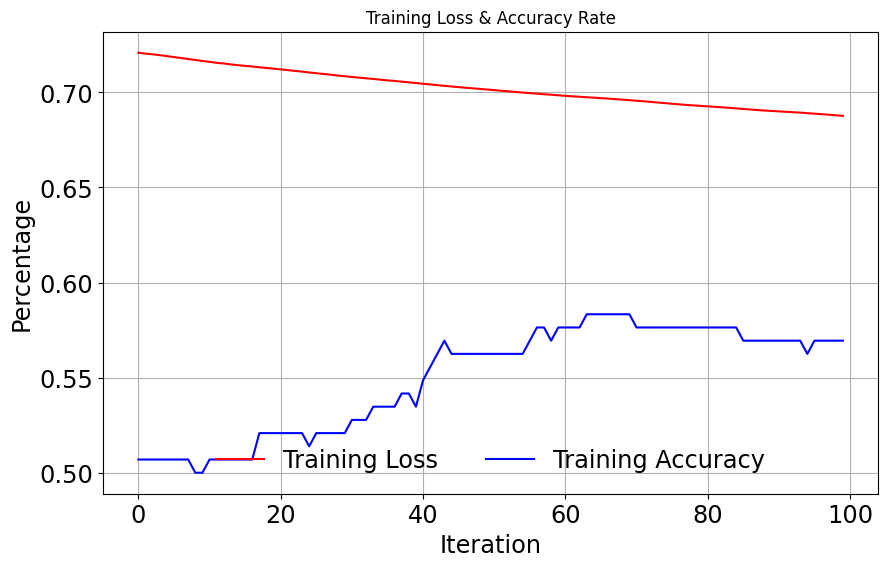 Training Loss & Accuracy Rate
Percentage
0.70
0.65
0.60
0.55
0.50
Training Loss Training Accuracy
0 20 40 60 80 100
Iteration